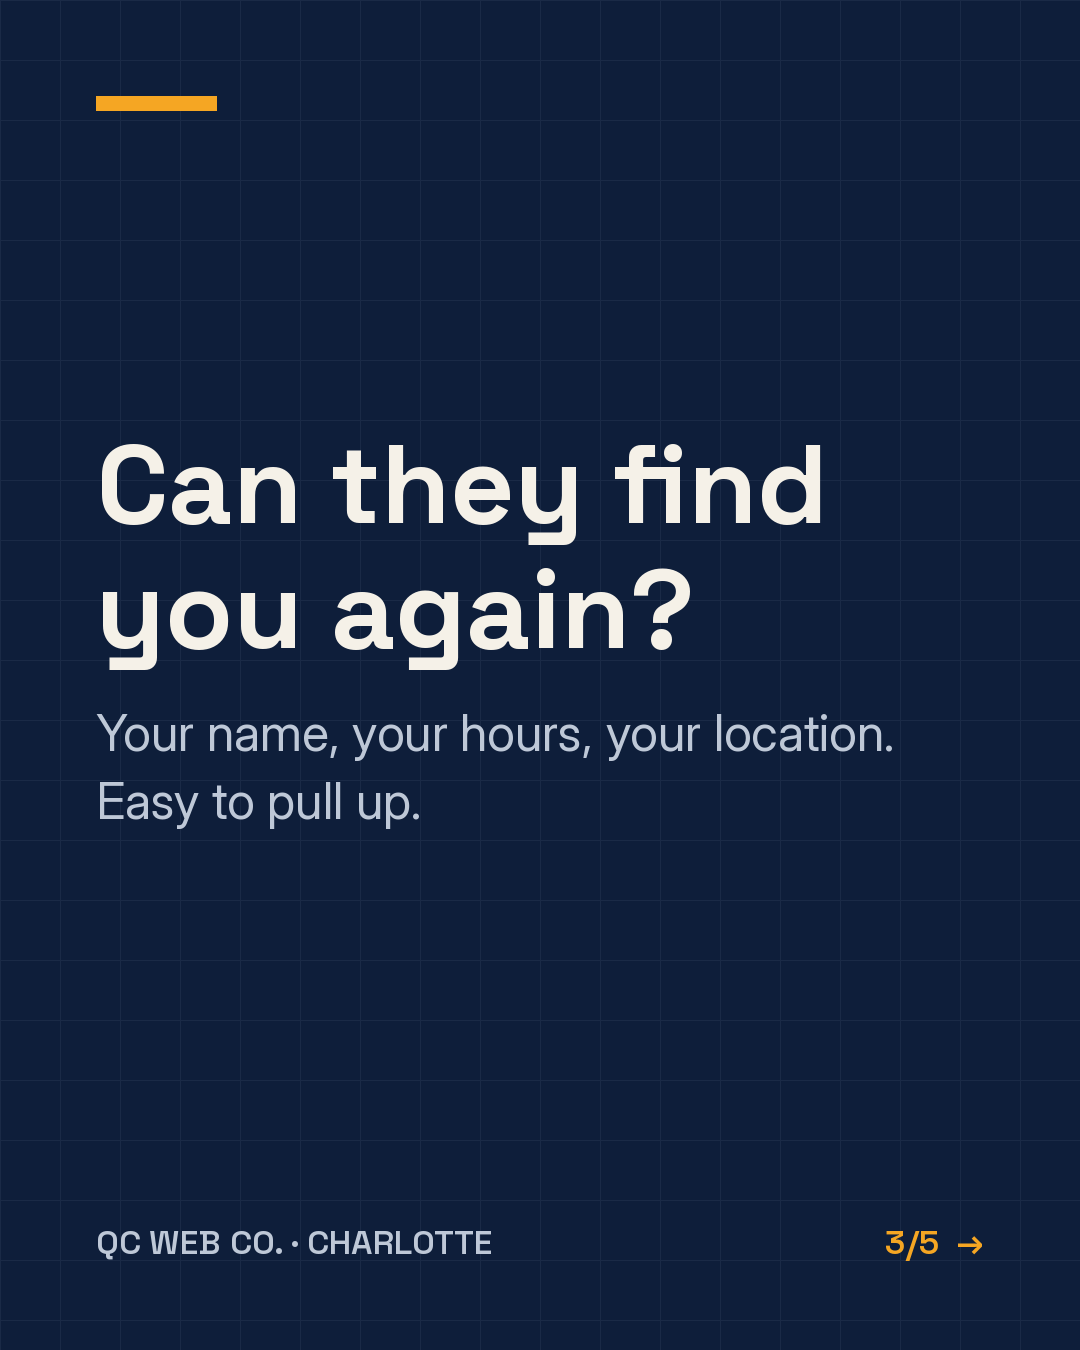 Can they find
you again?
Your name, your hours, your location.
Easy to pull up.
QC WEB CO. · CHARLOTTE
3/5 →